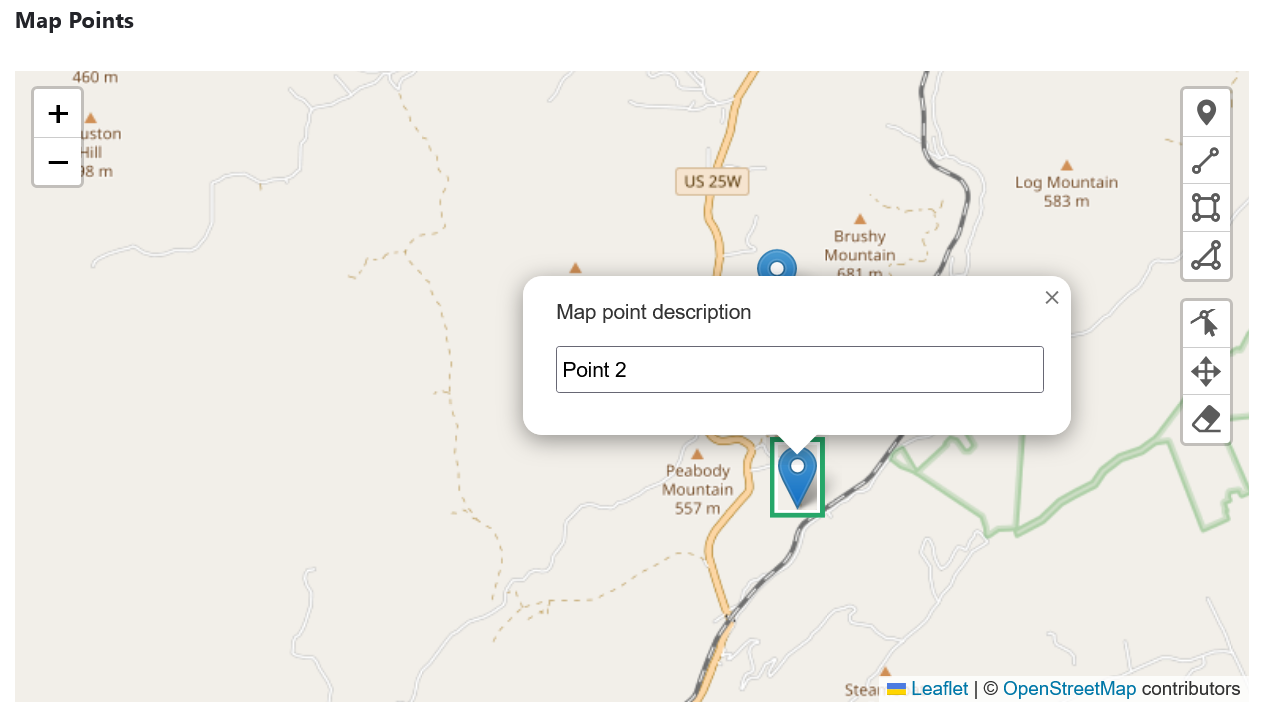 Map Points
460 m
+
−
uston
Hill
98 m
US 25W
Log Mountain
583 m
Brushy
Mountain
681 m
Map point description
×
Point 2
Peabody
Mountain
557 m
Stea
Leaflet | © OpenStreetMap contributors